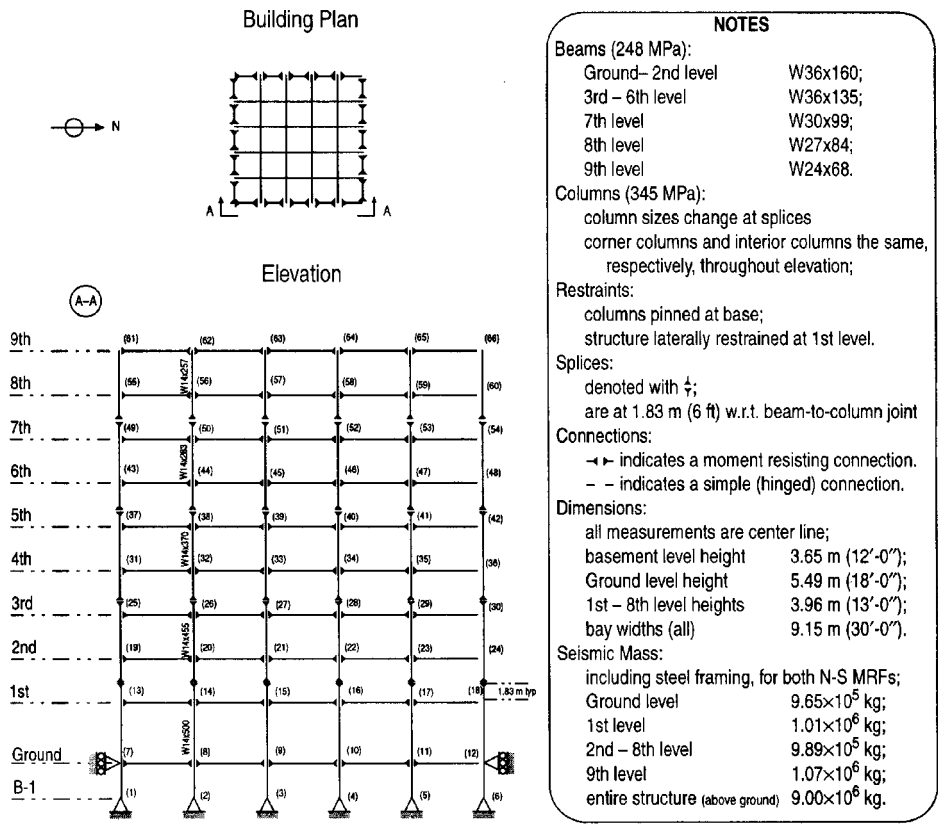 Building Plan
N
A
A
Elevation
A–A
9th
(61)
(62)
(63)
(64)
(65)
(66)
W14x257
8th
(55)
(56)
(57)
(58)
(59)
(60)
7th
(49)
(50)
(51)
(52)
(53)
(54)
W14x283
6th
(43)
(44)
(45)
(46)
(47)
(48)
5th
(37)
(38)
(39)
(40)
(41)
(42)
W14x370
4th
(31)
(32)
(33)
(34)
(35)
(36)
3rd
(25)
(26)
(27)
(28)
(29)
(30)
W14x455
2nd
(19)
(20)
(21)
(22)
(23)
(24)
1st
(13)
(14)
(15)
(16)
(17)
(18)
1.83 m typ
W14x500
Ground
(7)
(8)
(9)
(10)
(11)
(12)
B-1
(1)
(2)
(3)
(4)
(5)
(6)
NOTES
Beams (248 MPa):
Ground– 2nd level W36x160;
3rd – 6th level W36x135;
7th level W30x99;
8th level W27x84;
9th level W24x68.
Columns (345 MPa):
column sizes change at splices
corner columns and interior columns the same,
respectively, throughout elevation;
Restraints:
columns pinned at base;
structure laterally restrained at 1st level.
Splices:
denoted with ;
are at 1.83 m (6 ft) w.r.t. beam-to-column joint
Connections:
indicates a moment resisting connection.
– – indicates a simple (hinged) connection.
Dimensions:
all measurements are center line;
basement level height 3.65 m (12′-0″);
Ground level height 5.49 m (18′-0″);
1st – 8th level heights 3.96 m (13′-0″);
bay widths (all) 9.15 m (30′-0″).
Seismic Mass:
including steel framing, for both N-S MRFs;
Ground level 9.65×10⁵ kg;
1st level 1.01×10⁶ kg;
2nd – 8th level 9.89×10⁵ kg;
9th level 1.07×10⁶ kg;
entire structure (above ground) 9.00×10⁶ kg.